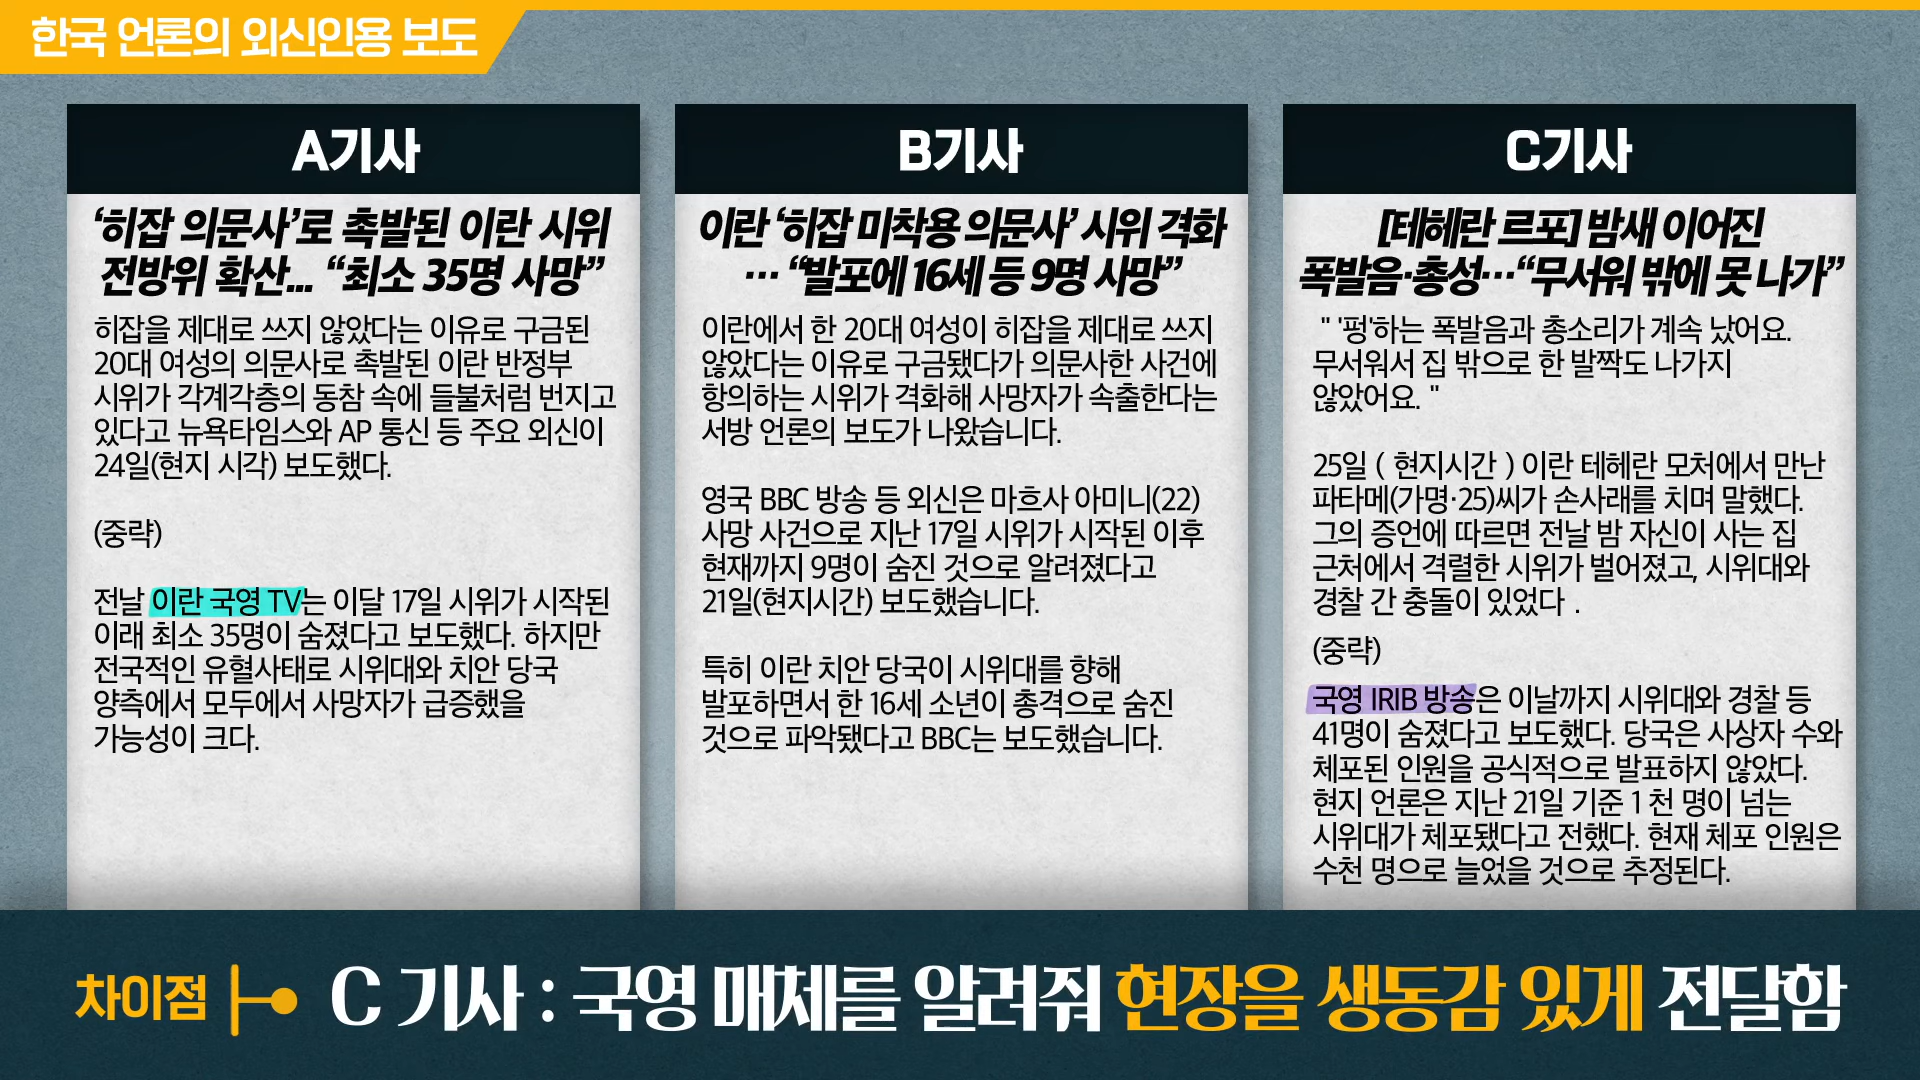 한국 언론의 외신인용 보도
A기사
‘히잡 의문사’로 촉발된 이란 시위
전방위 확산... “최소 35명 사망”
히잡을 제대로 쓰지 않았다는 이유로 구금된
20대 여성의 의문사로 촉발된 이란 반정부
시위가 각계각층의 동참 속에 들불처럼 번지고
있다고 뉴욕타임스와 AP 통신 등 주요 외신이
24일(현지 시각) 보도했다.
(중략)
전날 이란 국영 TV는 이달 17일 시위가 시작된
이래 최소 35명이 숨졌다고 보도했다. 하지만
전국적인 유혈사태로 시위대와 치안 당국
양측에서 모두에서 사망자가 급증했을
가능성이 크다.
B기사
이란 ‘히잡 미착용 의문사’ 시위 격화
… “발포에 16세 등 9명 사망”
이란에서 한 20대 여성이 히잡을 제대로 쓰지
않았다는 이유로 구금됐다가 의문사한 사건에
항의하는 시위가 격화해 사망자가 속출한다는
서방 언론의 보도가 나왔습니다.
영국 BBC 방송 등 외신은 마흐사 아미니(22)
사망 사건으로 지난 17일 시위가 시작된 이후
현재까지 9명이 숨진 것으로 알려졌다고
21일(현지시간) 보도했습니다.
특히 이란 치안 당국이 시위대를 향해
발포하면서 한 16세 소년이 총격으로 숨진
것으로 파악됐다고 BBC는 보도했습니다.
C기사
[테헤란 르포] 밤새 이어진
폭발음·총성…“무서워 밖에 못 나가”
" '펑'하는 폭발음과 총소리가 계속 났어요.
무서워서 집 밖으로 한 발짝도 나가지
않았어요. "
25일 ( 현지시간 ) 이란 테헤란 모처에서 만난
파타메(가명·25)씨가 손사래를 치며 말했다.
그의 증언에 따르면 전날 밤 자신이 사는 집
근처에서 격렬한 시위가 벌어졌고, 시위대와
경찰 간 충돌이 있었다 .
(중략)
국영 IRIB 방송은 이날까지 시위대와 경찰 등
41명이 숨졌다고 보도했다. 당국은 사상자 수와
체포된 인원을 공식적으로 발표하지 않았다.
현지 언론은 지난 21일 기준 1 천 명이 넘는
시위대가 체포됐다고 전했다. 현재 체포 인원은
수천 명으로 늘었을 것으로 추정된다.
차이점
C 기사 : 국영 매체를 알려줘 현장을 생동감 있게 전달함